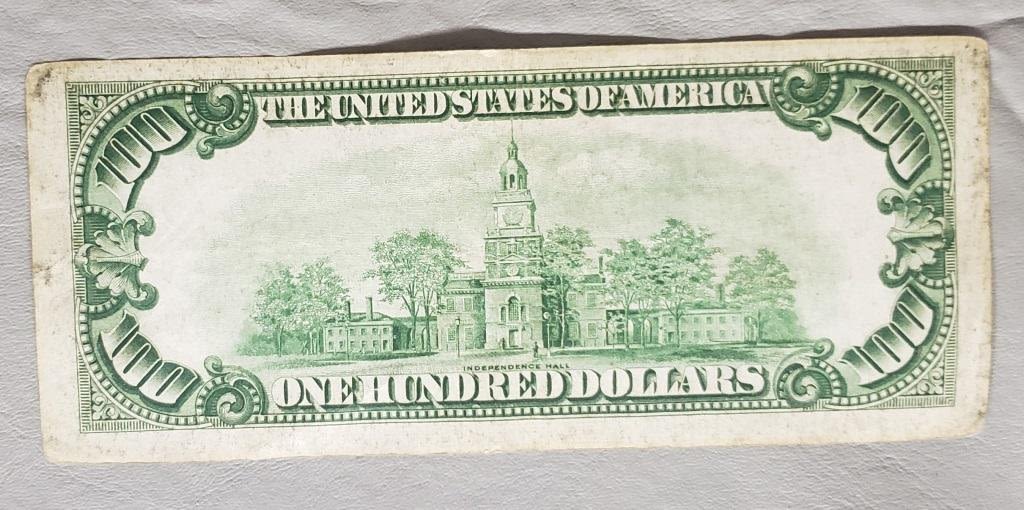 THE UNITED STATES OF AMERICA
100 100
INDEPENDENCE HALL
100 100
ONE HUNDRED DOLLARS